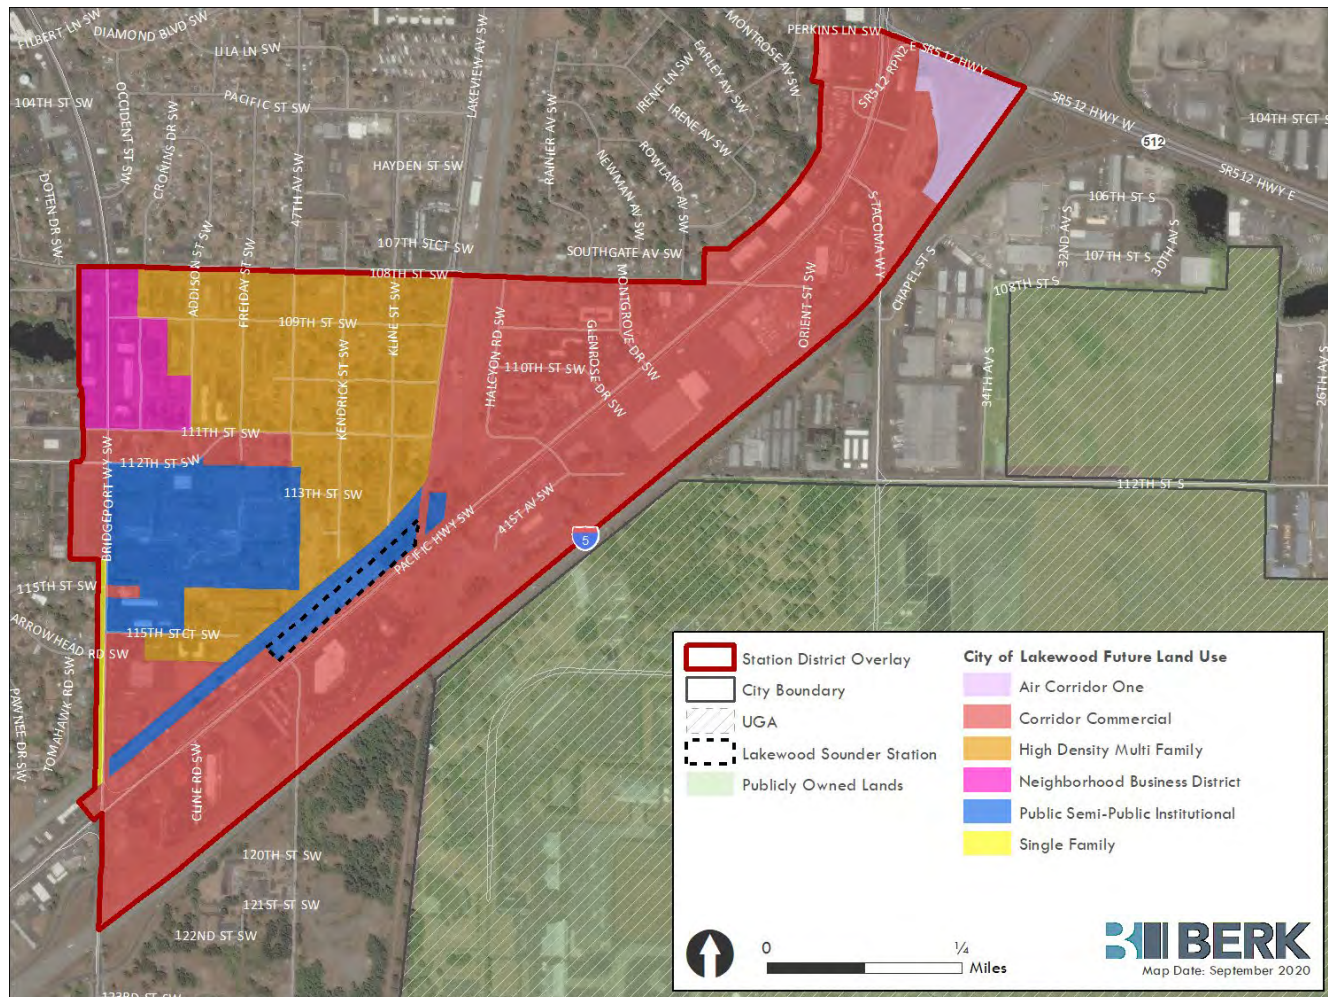 PERKINS LN SW
MONTROSE AV SW
FILBERT LN SW
DIAMOND BLVD SW
LILA LN SW
EARLEY AV SW
SR512 RPNZ E
SR512 HWY
LAKEVIEW AV SW
IRENE LN SW
104TH ST SW
OCCIDENT ST SW
PACIFIC ST SW
SR512 HWY W
IRENE AV SW
104TH STCT S
512
CRONINS DR SW
RAINIER AV SW
HAYDEN ST SW
47TH AV SW
NEWMAN AV SW
ROWLAND AV SW
SR512 HWY E
DOTEN DR SW
S TACOMA WY
106TH ST S
32ND AV S
30TH AV S
107TH STCT SW
SOUTHGATE AV SW
107TH ST S
ADDISON ST SW
FREIDAY ST SW
108TH ST SW
CHAPEL ST S
108TH ST S
KLINE ST SW
MONTGROVE DR SW
ORIENT ST SW
109TH ST SW
HALCYON RD SW
GLENROSE DR SW
110TH ST SW
34TH AV S
26TH AV S
KENDRICK ST SW
111TH ST SW
112TH ST SW
BRIDGEPORT WY SW
113TH ST SW
112TH ST S
41ST AV SW
PACIFIC HWY SW
5
115TH ST SW
ARROWHEAD RD SW
115TH STCT SW
PAWNEE DR SW
TOMAHAWK RD SW
CLINE RD SW
120TH ST SW
121ST ST SW
122ND ST SW
123RD ST SW
Station District Overlay
City Boundary
UGA
Lakewood Sounder Station
Publicly Owned Lands
City of Lakewood Future Land Use
Air Corridor One
Corridor Commercial
High Density Multi Family
Neighborhood Business District
Public Semi-Public Institutional
Single Family
0
¼
Miles
BERK
Map Date: September 2020